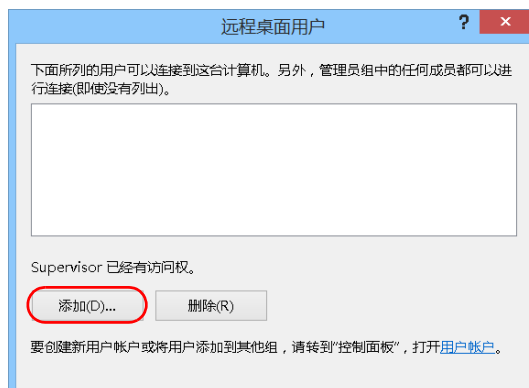 远程桌面用户
?
×
下面所列的用户可以连接到这台计算机。另外，管理员组中的任何成员都可以进
行连接(即使没有列出)。
Supervisor 已经有访问权。
添加(D)...
删除(R)
要创建新用户帐户或将用户添加到其他组，请转到“控制面板”，打开用户帐户。